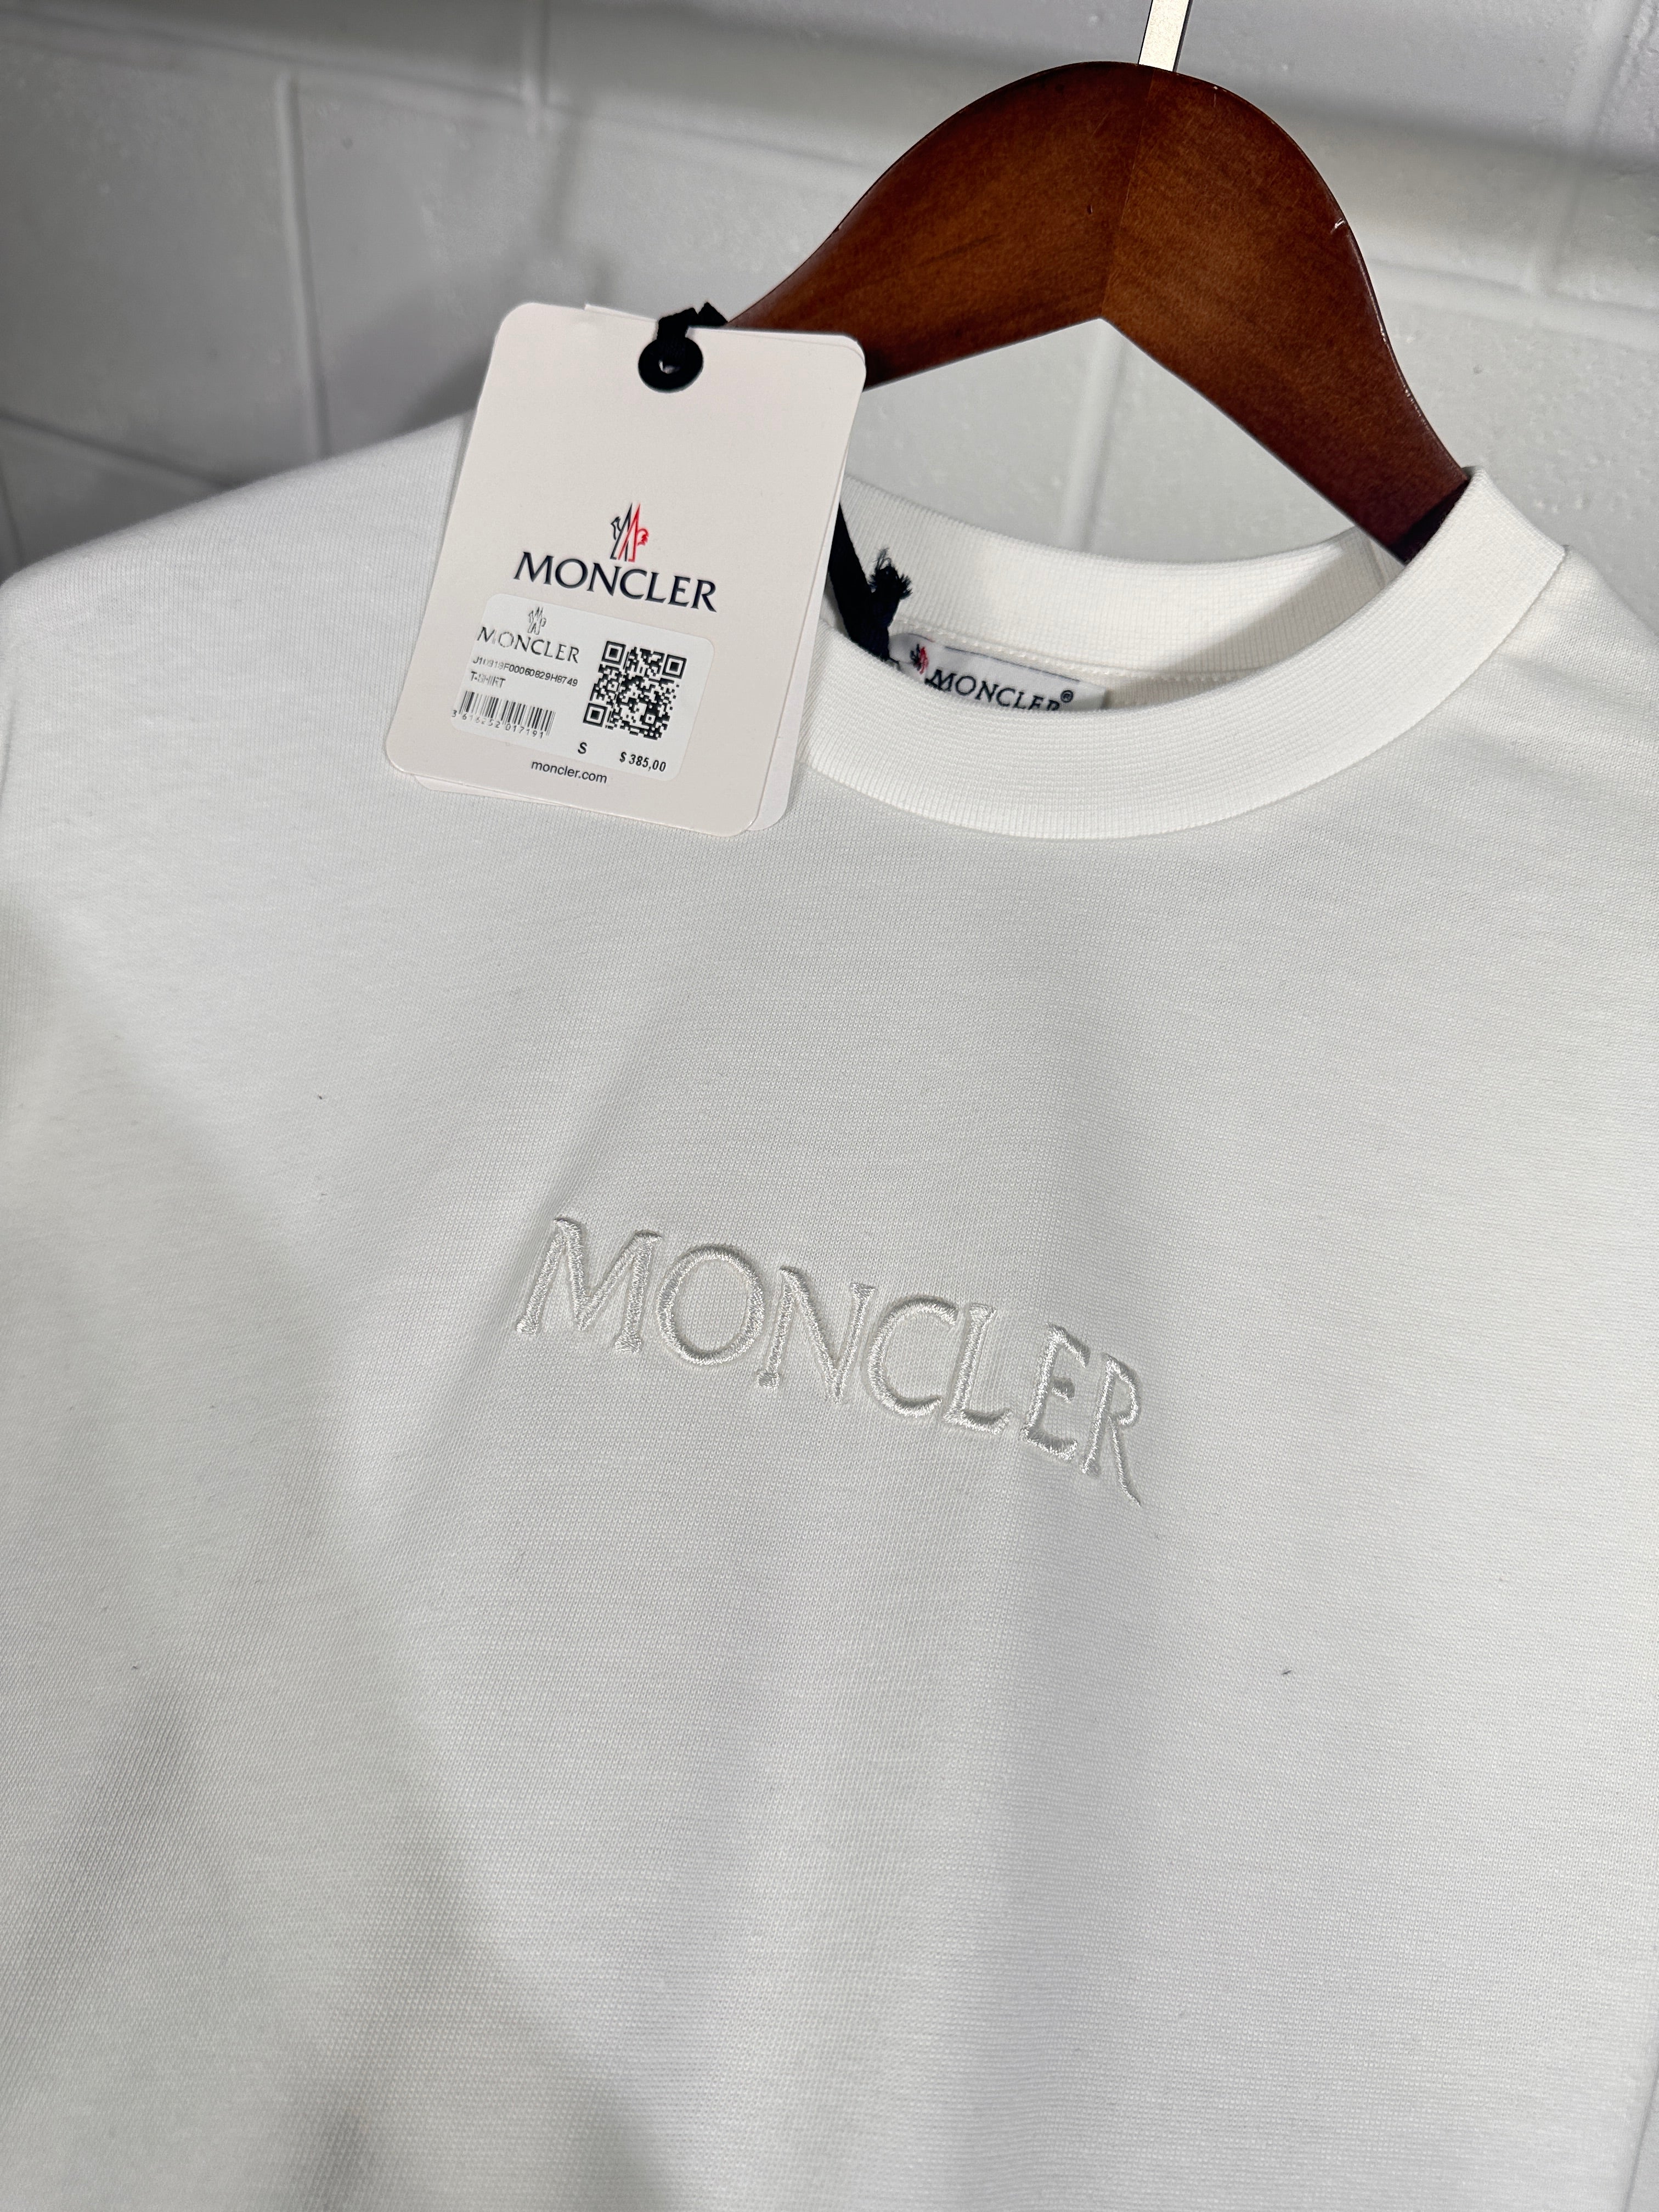 MONCLER
MONCLER
T-SHIRT
S
$ 385,00
moncler.com
MONCLER®
MONCLER